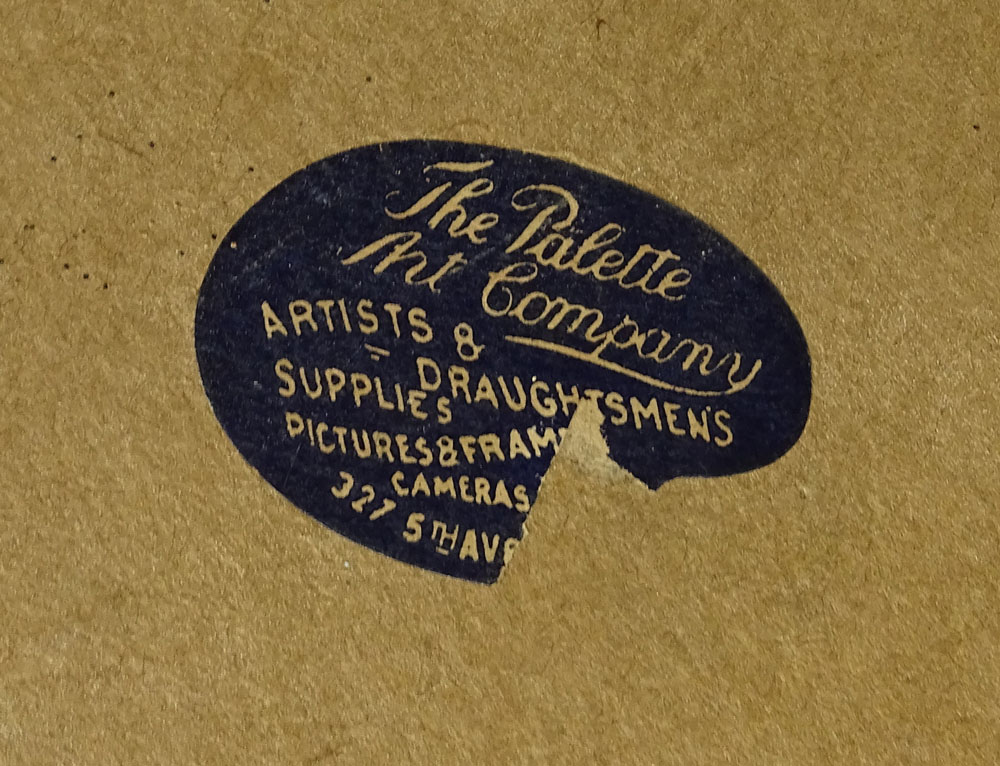 The Palette
Art Company
ARTISTS &
DRAUGHTSMEN'S
SUPPLIES
PICTURES & FRAM
CAMERAS
327 5TH AVE